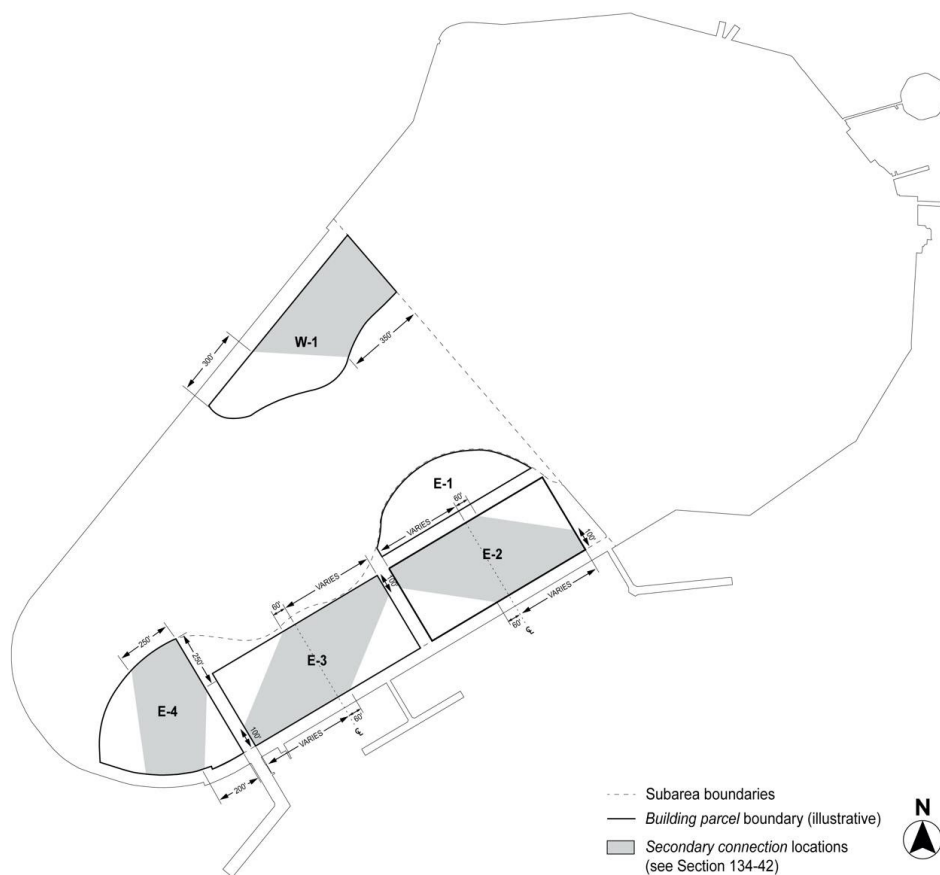 W-1
300'
350'
E-1
60'
VARIES
E-2
100'
VARIES
100'
60'
VARIES
60'
℄
E-3
250'
250'
E-4
100'
VARIES
60'
℄
200'
Subarea boundaries
Building parcel boundary (illustrative)
Secondary connection locations
(see Section 134-42)
N